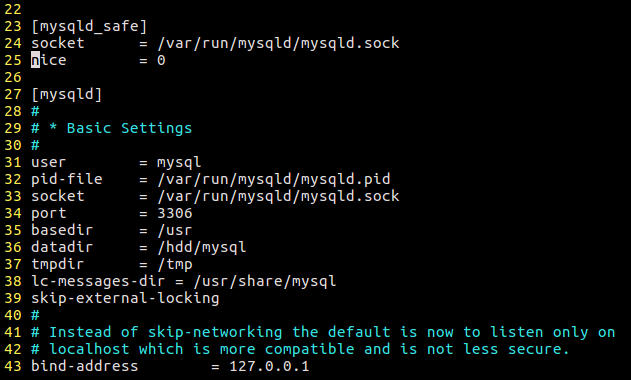 22
23 [mysqld_safe]
24 socket = /var/run/mysqld/mysqld.sock
25 nice = 0
26
27 [mysqld]
28 #
29 # * Basic Settings
30 #
31 user = mysql
32 pid-file = /var/run/mysqld/mysqld.pid
33 socket = /var/run/mysqld/mysqld.sock
34 port = 3306
35 basedir = /usr
36 datadir = /hdd/mysql
37 tmpdir = /tmp
38 lc-messages-dir = /usr/share/mysql
39 skip-external-locking
40 #
41 # Instead of skip-networking the default is now to listen only on
42 # localhost which is more compatible and is not less secure.
43 bind-address = 127.0.0.1